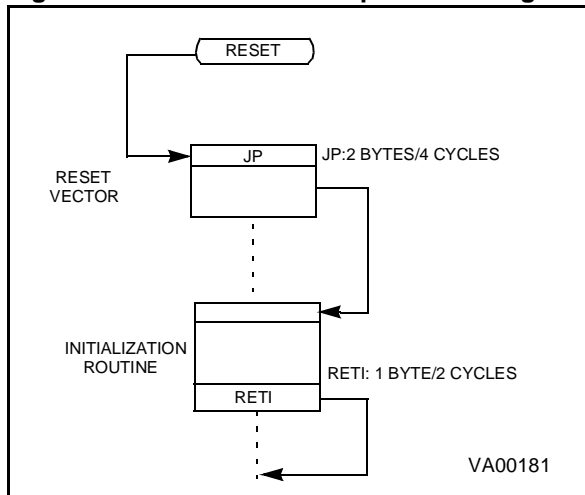 RESET
JP
JP:2 BYTES/4 CYCLES
RESET
VECTOR
INITIALIZATION
ROUTINE
RETI: 1 BYTE/2 CYCLES
RETI
VA00181